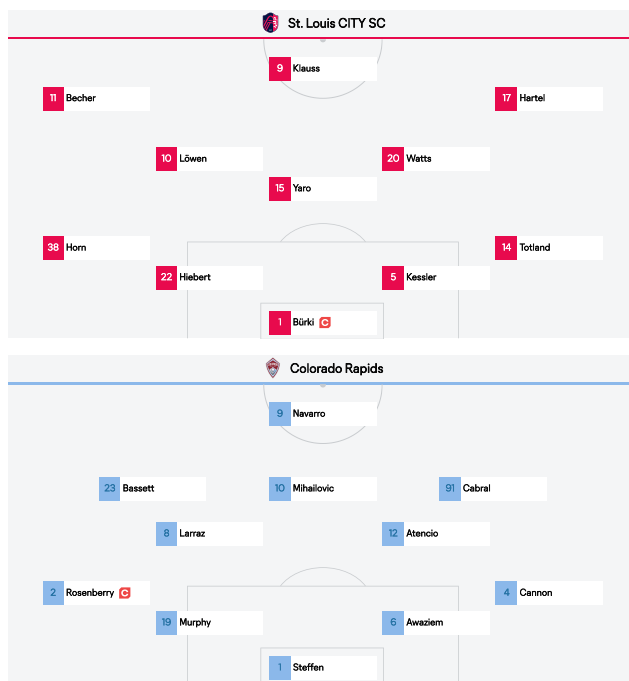 St. Louis CITY SC
9 Klauss
11 Becher
17 Hartel
10 Löwen
20 Watts
15 Yaro
38 Horn
14 Totland
22 Hiebert
5 Kessler
1 Bürki C
Colorado Rapids
9 Navarro
23 Bassett
10 Mihailovic
91 Cabral
8 Larraz
12 Atencio
2 Rosenberry C
4 Cannon
19 Murphy
6 Awaziem
1 Steffen